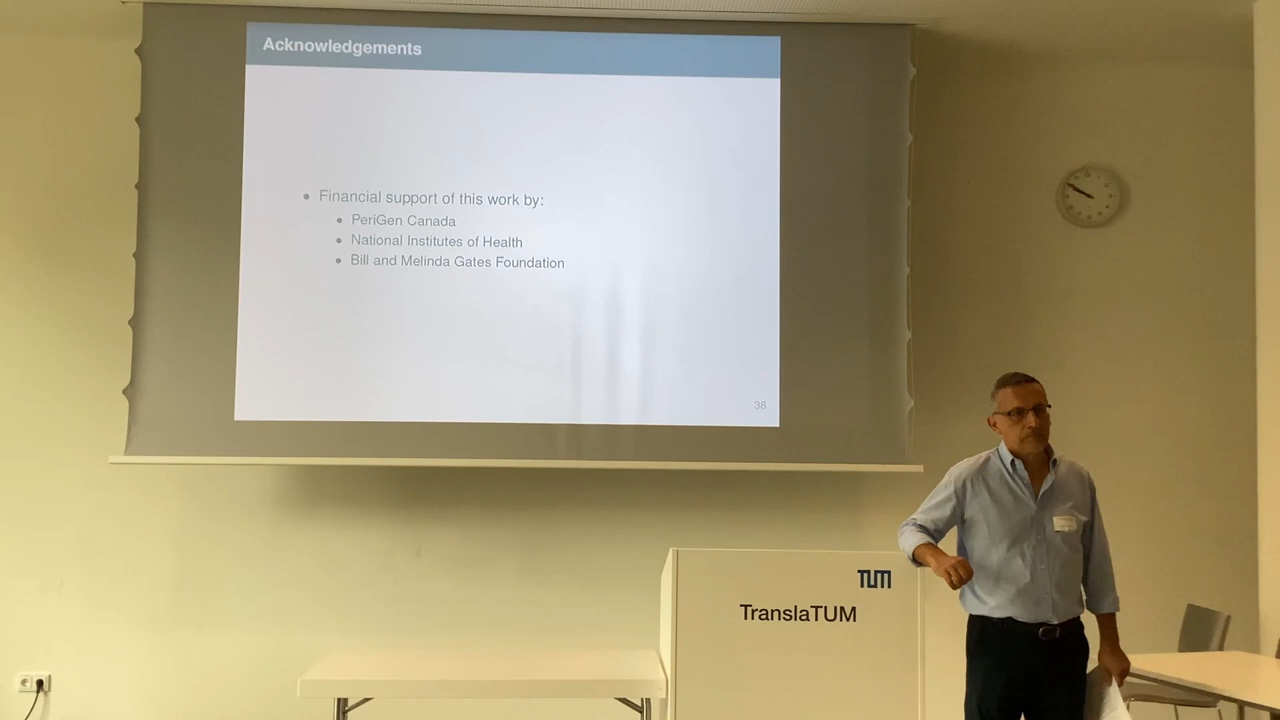 Acknowledgements
● Financial support of this work by:
● PeriGen Canada
● National Institutes of Health
● Bill and Melinda Gates Foundation
38
TUM
TranslaTUM